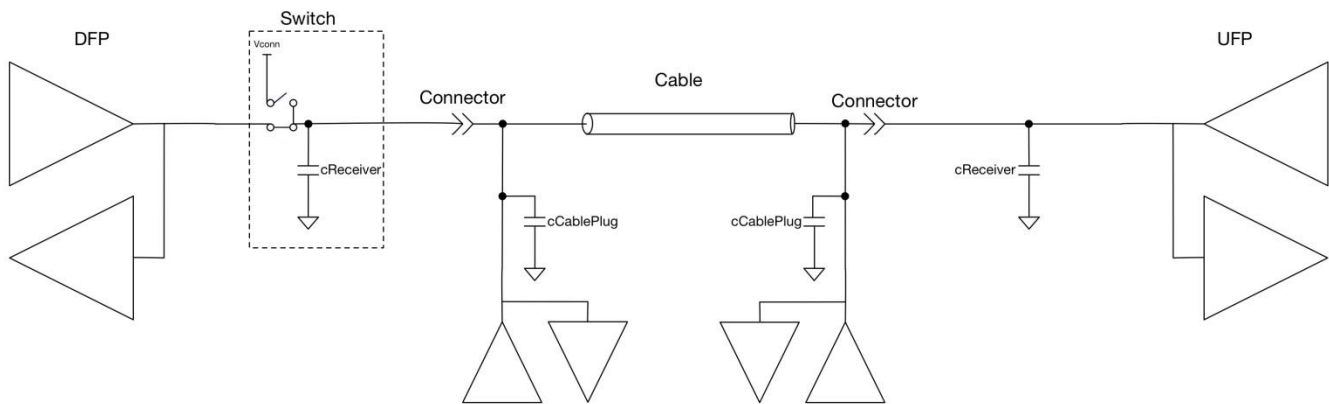 Switch
DFP
UFP
Vconn
Cable
Connector
Connector
cReceiver
cReceiver
cCablePlug
cCablePlug